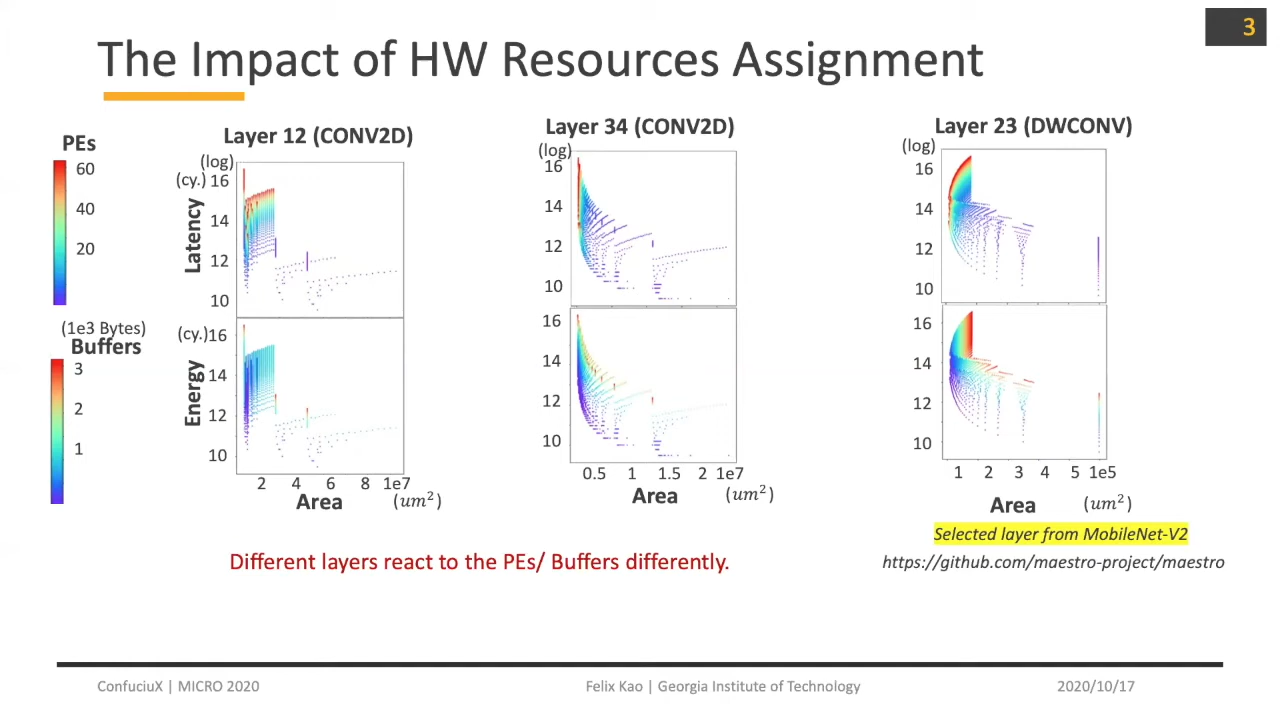 3
The Impact of HW Resources Assignment
PEs
60
40
20
(1e3 Bytes)
Buffers
3
2
1
Layer 12 (CONV2D)
(log)
(cy.)
16
14
12
10
Latency
(cy.)
16
14
12
10
Energy
2 4 6 8 1e7
Area (um²)
Layer 34 (CONV2D)
(log)
16
14
12
10
16
14
12
10
0.5 1 1.5 2 1e7
Area (um²)
Layer 23 (DWCONV)
(log)
16
14
12
10
16
14
12
10
1 2 3 4 5 1e5
Area (um²)
Selected layer from MobileNet-V2
Different layers react to the PEs/ Buffers differently.
https://github.com/maestro-project/maestro
ConfuciuX | MICRO 2020
Felix Kao | Georgia Institute of Technology
2020/10/17